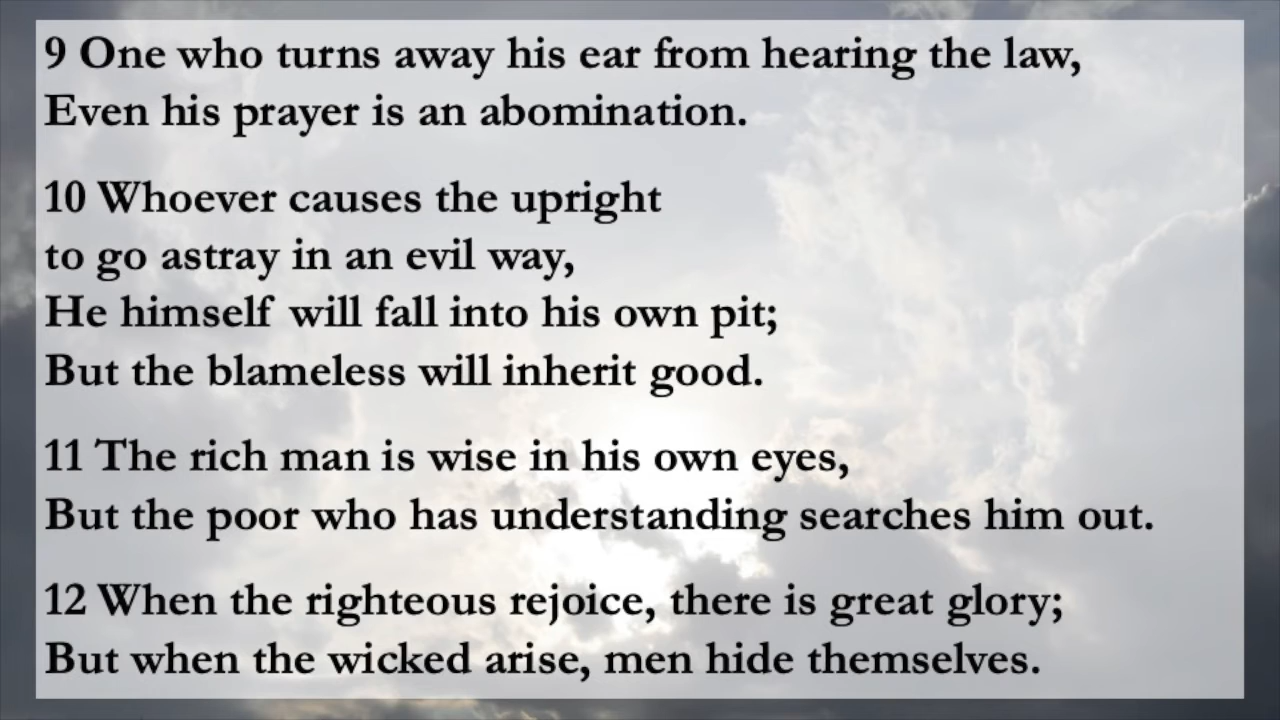 9 One who turns away his ear from hearing the law,
Even his prayer is an abomination.
10 Whoever causes the upright
to go astray in an evil way,
He himself will fall into his own pit;
But the blameless will inherit good.
11 The rich man is wise in his own eyes,
But the poor who has understanding searches him out.
12 When the righteous rejoice, there is great glory;
But when the wicked arise, men hide themselves.